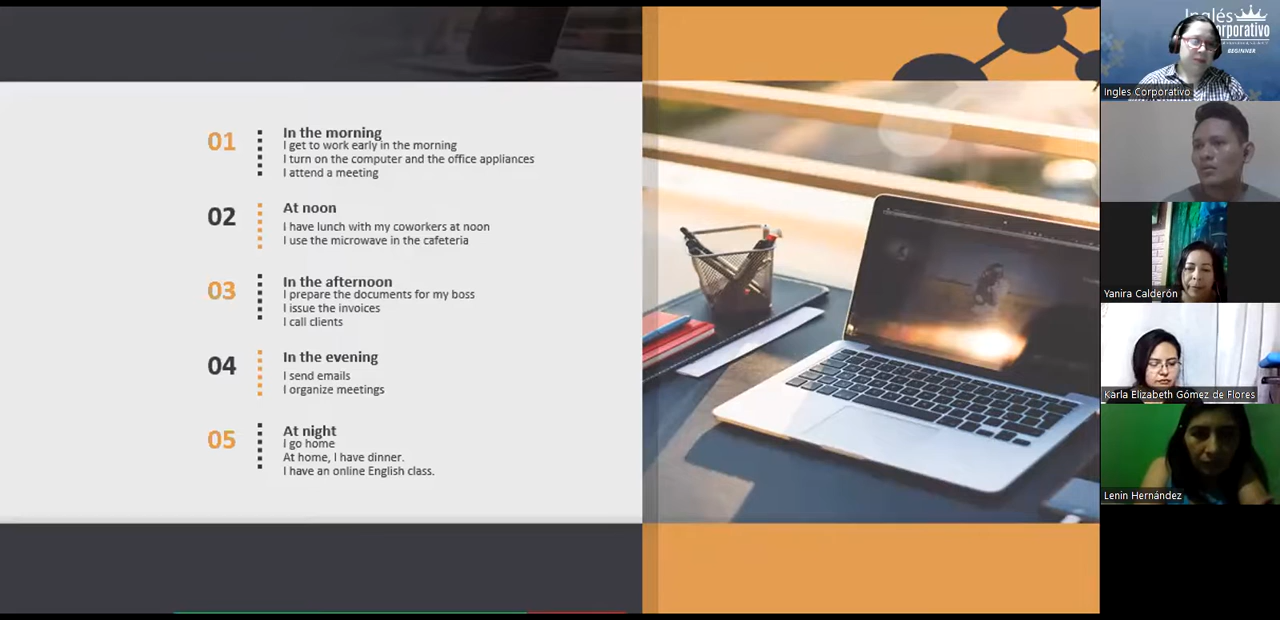 01
In the morning
I get to work early in the morning
I turn on the computer and the office appliances
I attend a meeting
02
At noon
I have lunch with my coworkers at noon
I use the microwave in the cafeteria
03
In the afternoon
I prepare the documents for my boss
I issue the invoices
I call clients
04
In the evening
I send emails
I organize meetings
05
At night
I go home
At home, I have dinner.
I have an online English class.
Inglés
orporativo
BEGINNER
Ingles Corporativo
Yanira Calderón
Karla Elizabeth Gómez de Flores
Lenin Hernández